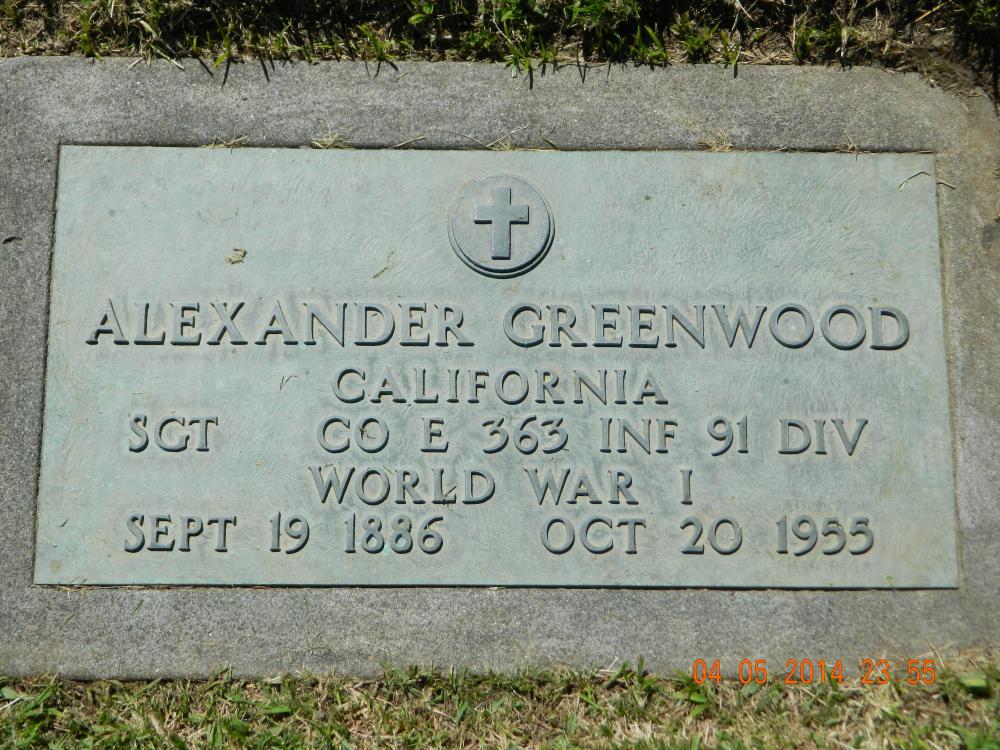 ALEXANDER GREENWOOD
CALIFORNIA
SGT CO E 363 INF 91 DIV
WORLD WAR I
SEPT 19 1886 OCT 20 1955
04 05 2014 23:55